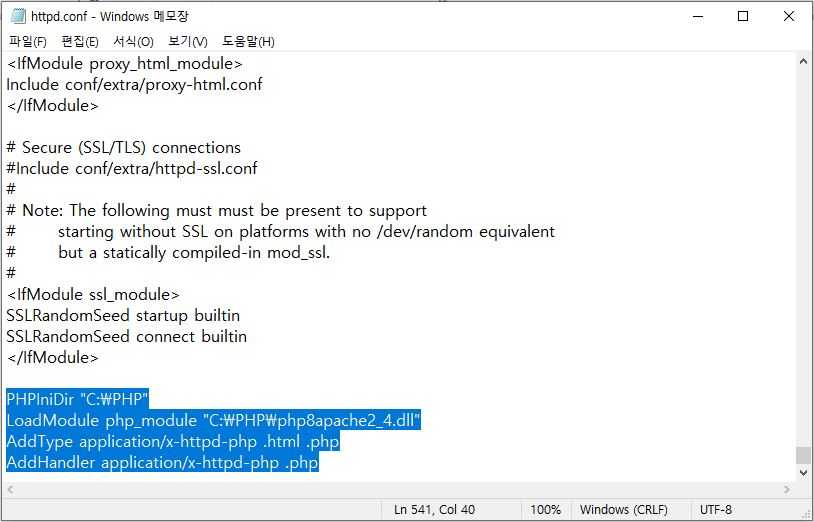 httpd.conf - Windows 메모장
파일(F) 편집(E) 서식(O) 보기(V) 도움말(H)
<IfModule proxy_html_module>
Include conf/extra/proxy-html.conf
</IfModule>
# Secure (SSL/TLS) connections
#Include conf/extra/httpd-ssl.conf
#
# Note: The following must must be present to support
#       starting without SSL on platforms with no /dev/random equivalent
#       but a statically compiled-in mod_ssl.
#
<IfModule ssl_module>
SSLRandomSeed startup builtin
SSLRandomSeed connect builtin
</IfModule>
PHPIniDir "C:₩PHP"
LoadModule php_module "C:₩PHP₩php8apache2_4.dll"
AddType application/x-httpd-php .html .php
AddHandler application/x-httpd-php .php
Ln 541, Col 40 100% Windows (CRLF) UTF-8